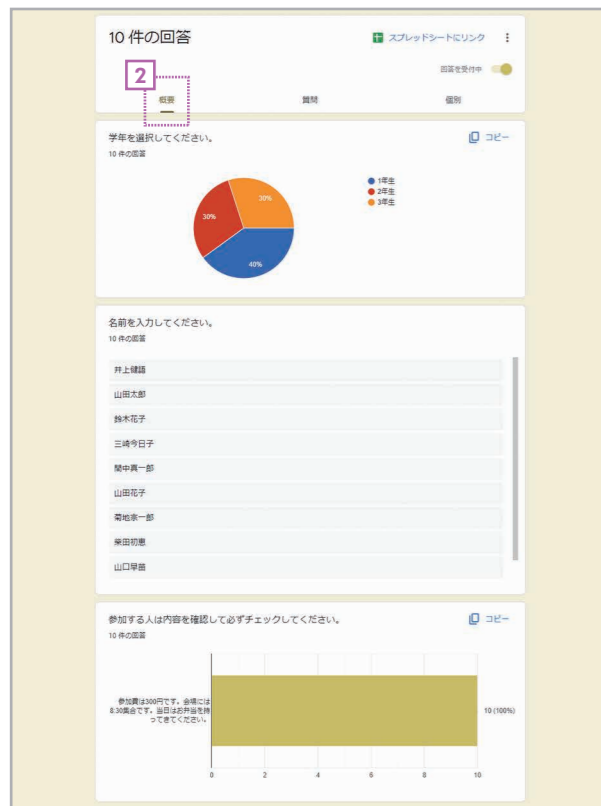 10 件の回答
スプレッドシートにリンク
回答を受付中
2
概要 質問 個別
学年を選択してください。
コピー
10 件の回答
1年生
2年生
3年生
30%
30%
40%
名前を入力してください。
10 件の回答
井上健語
山田太郎
鈴木花子
三崎今日子
間中真一郎
山田花子
菊地宗一郎
柴田初恵
山口早苗
参加する人は内容を確認して必ずチェックしてください。
コピー
10 件の回答
参加費は300円です。会場には
8:30集合です。当日はお弁当を持
ってきてください。
10 (100%)
0 2 4 6 8 10